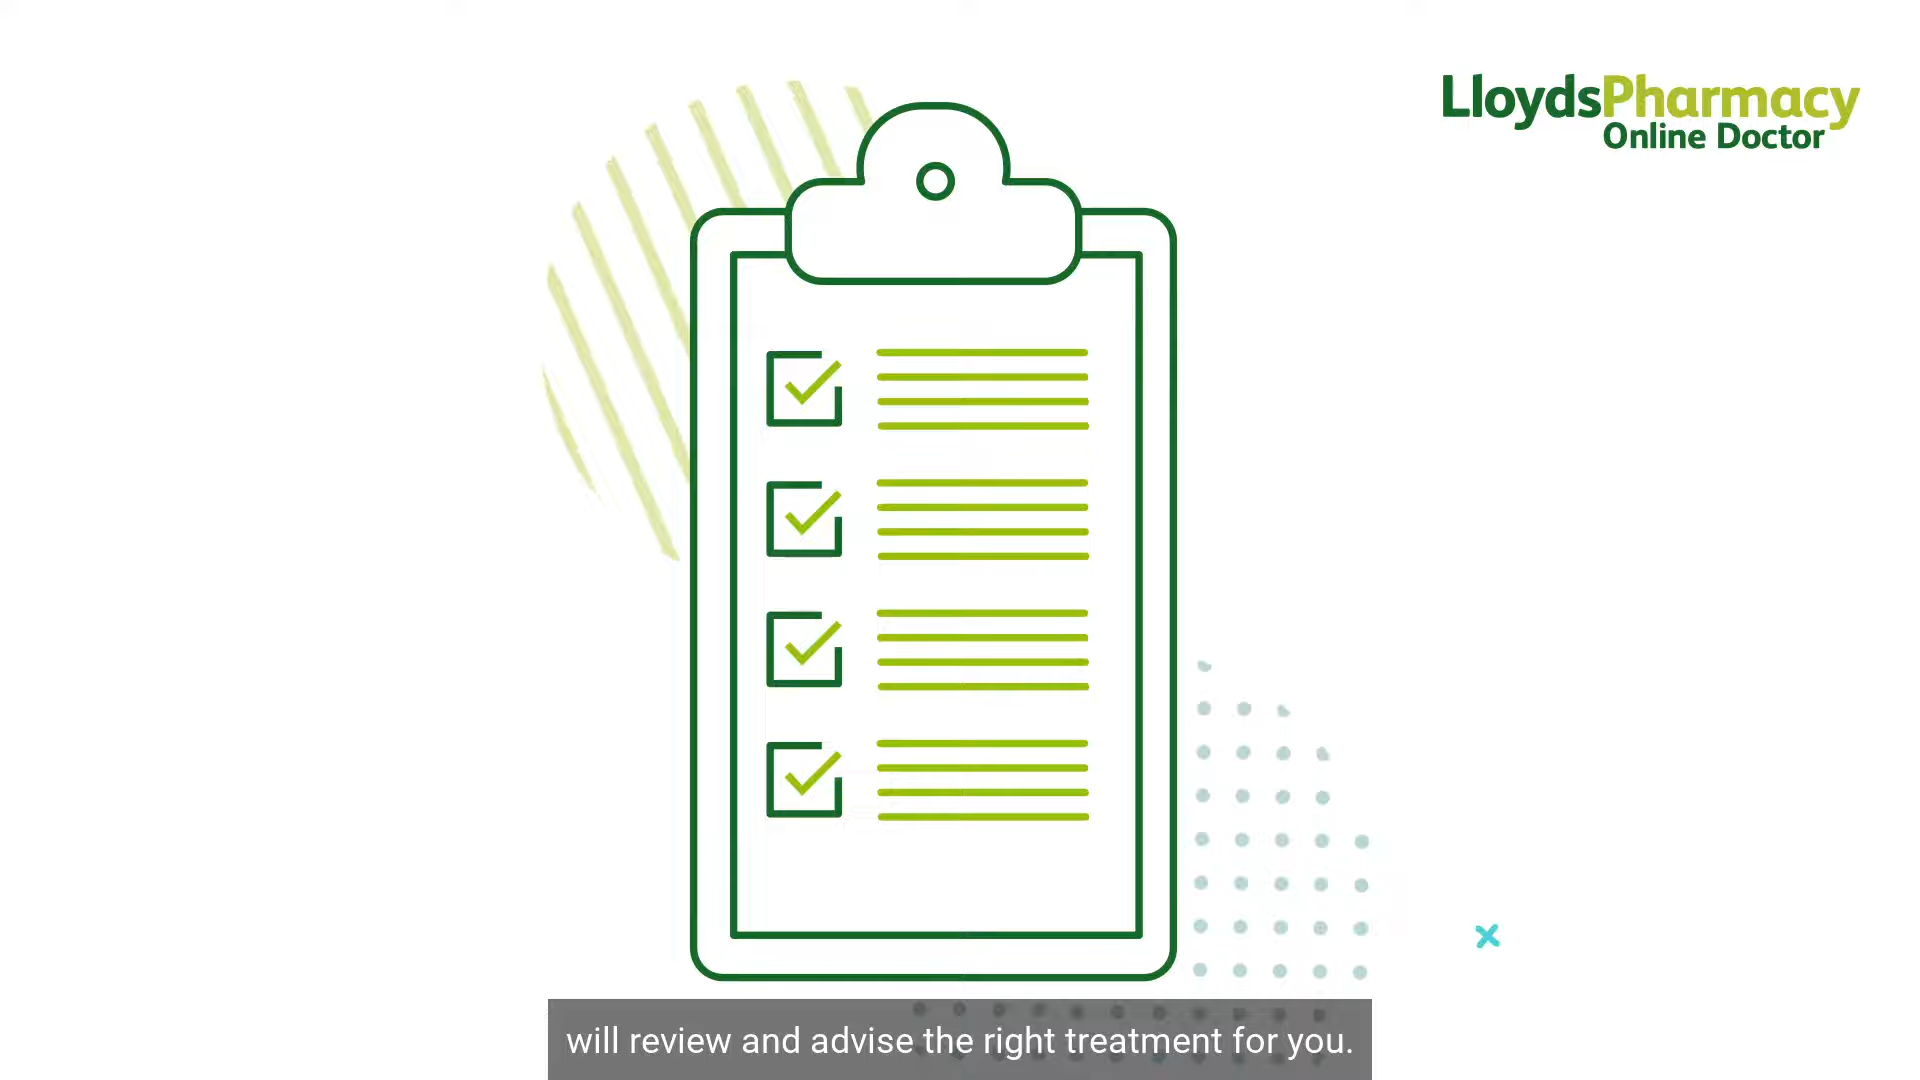 LloydsPharmacy
Online Doctor
will review and advise the right treatment for you.